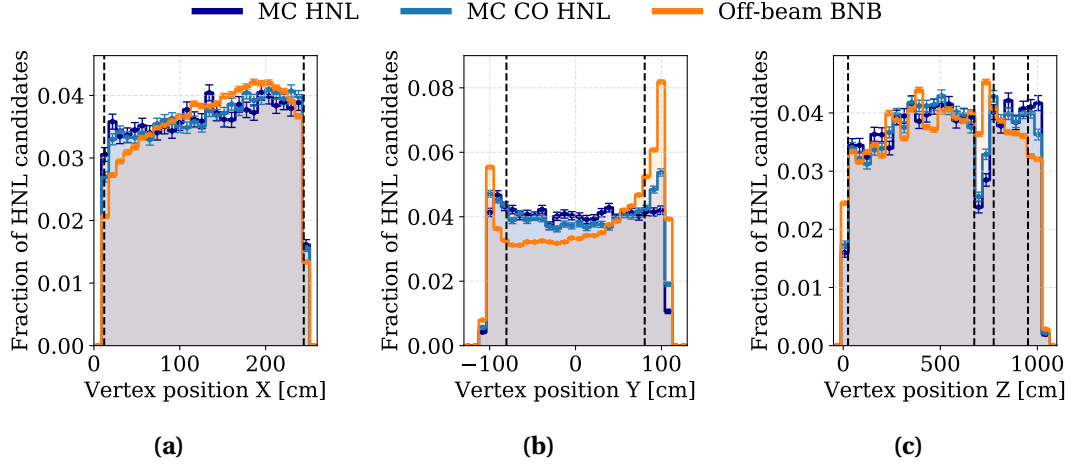 MC HNL MC CO HNL Off-beam BNB
Fraction of HNL candidates
0.04
0.03
0.02
0.01
0.00
0 100 200
Vertex position X [cm]
(a)
Fraction of HNL candidates
0.08
0.06
0.04
0.02
0.00
−100 0 100
Vertex position Y [cm]
(b)
Fraction of HNL candidates
0.04
0.03
0.02
0.01
0.00
0 500 1000
Vertex position Z [cm]
(c)